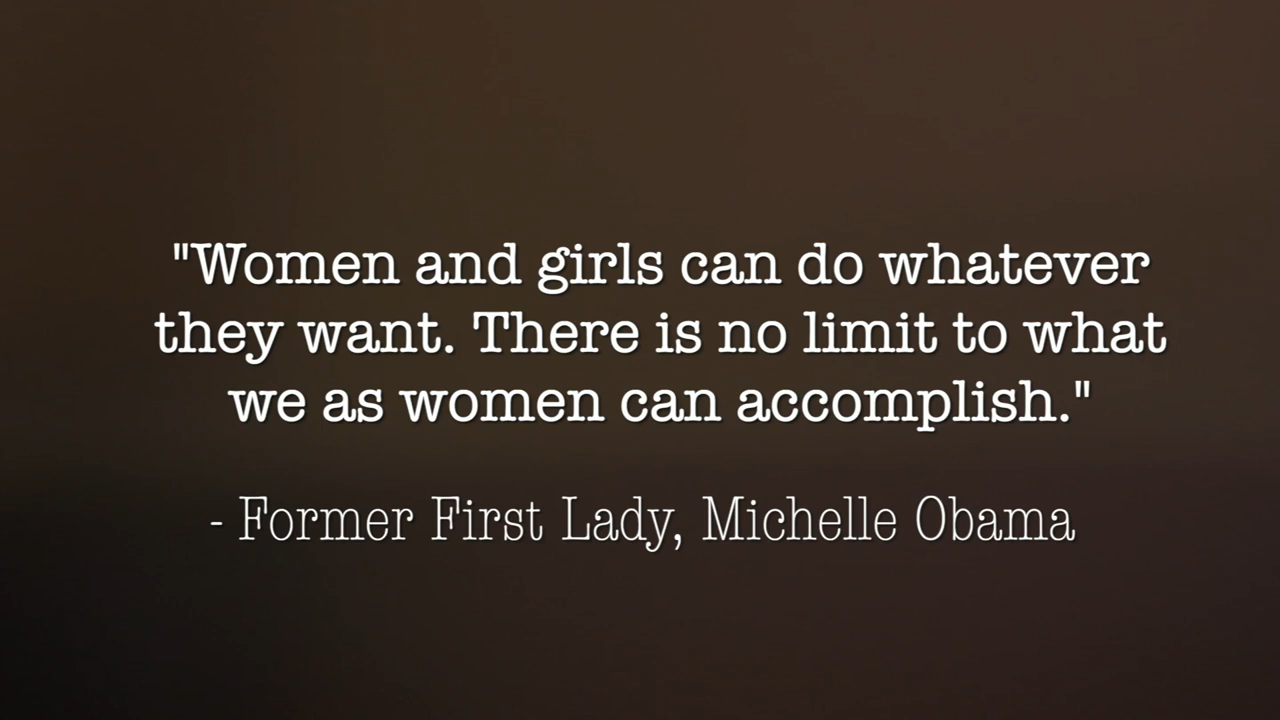 "Women and girls can do whatever
they want. There is no limit to what
we as women can accomplish."
- Former First Lady, Michelle Obama